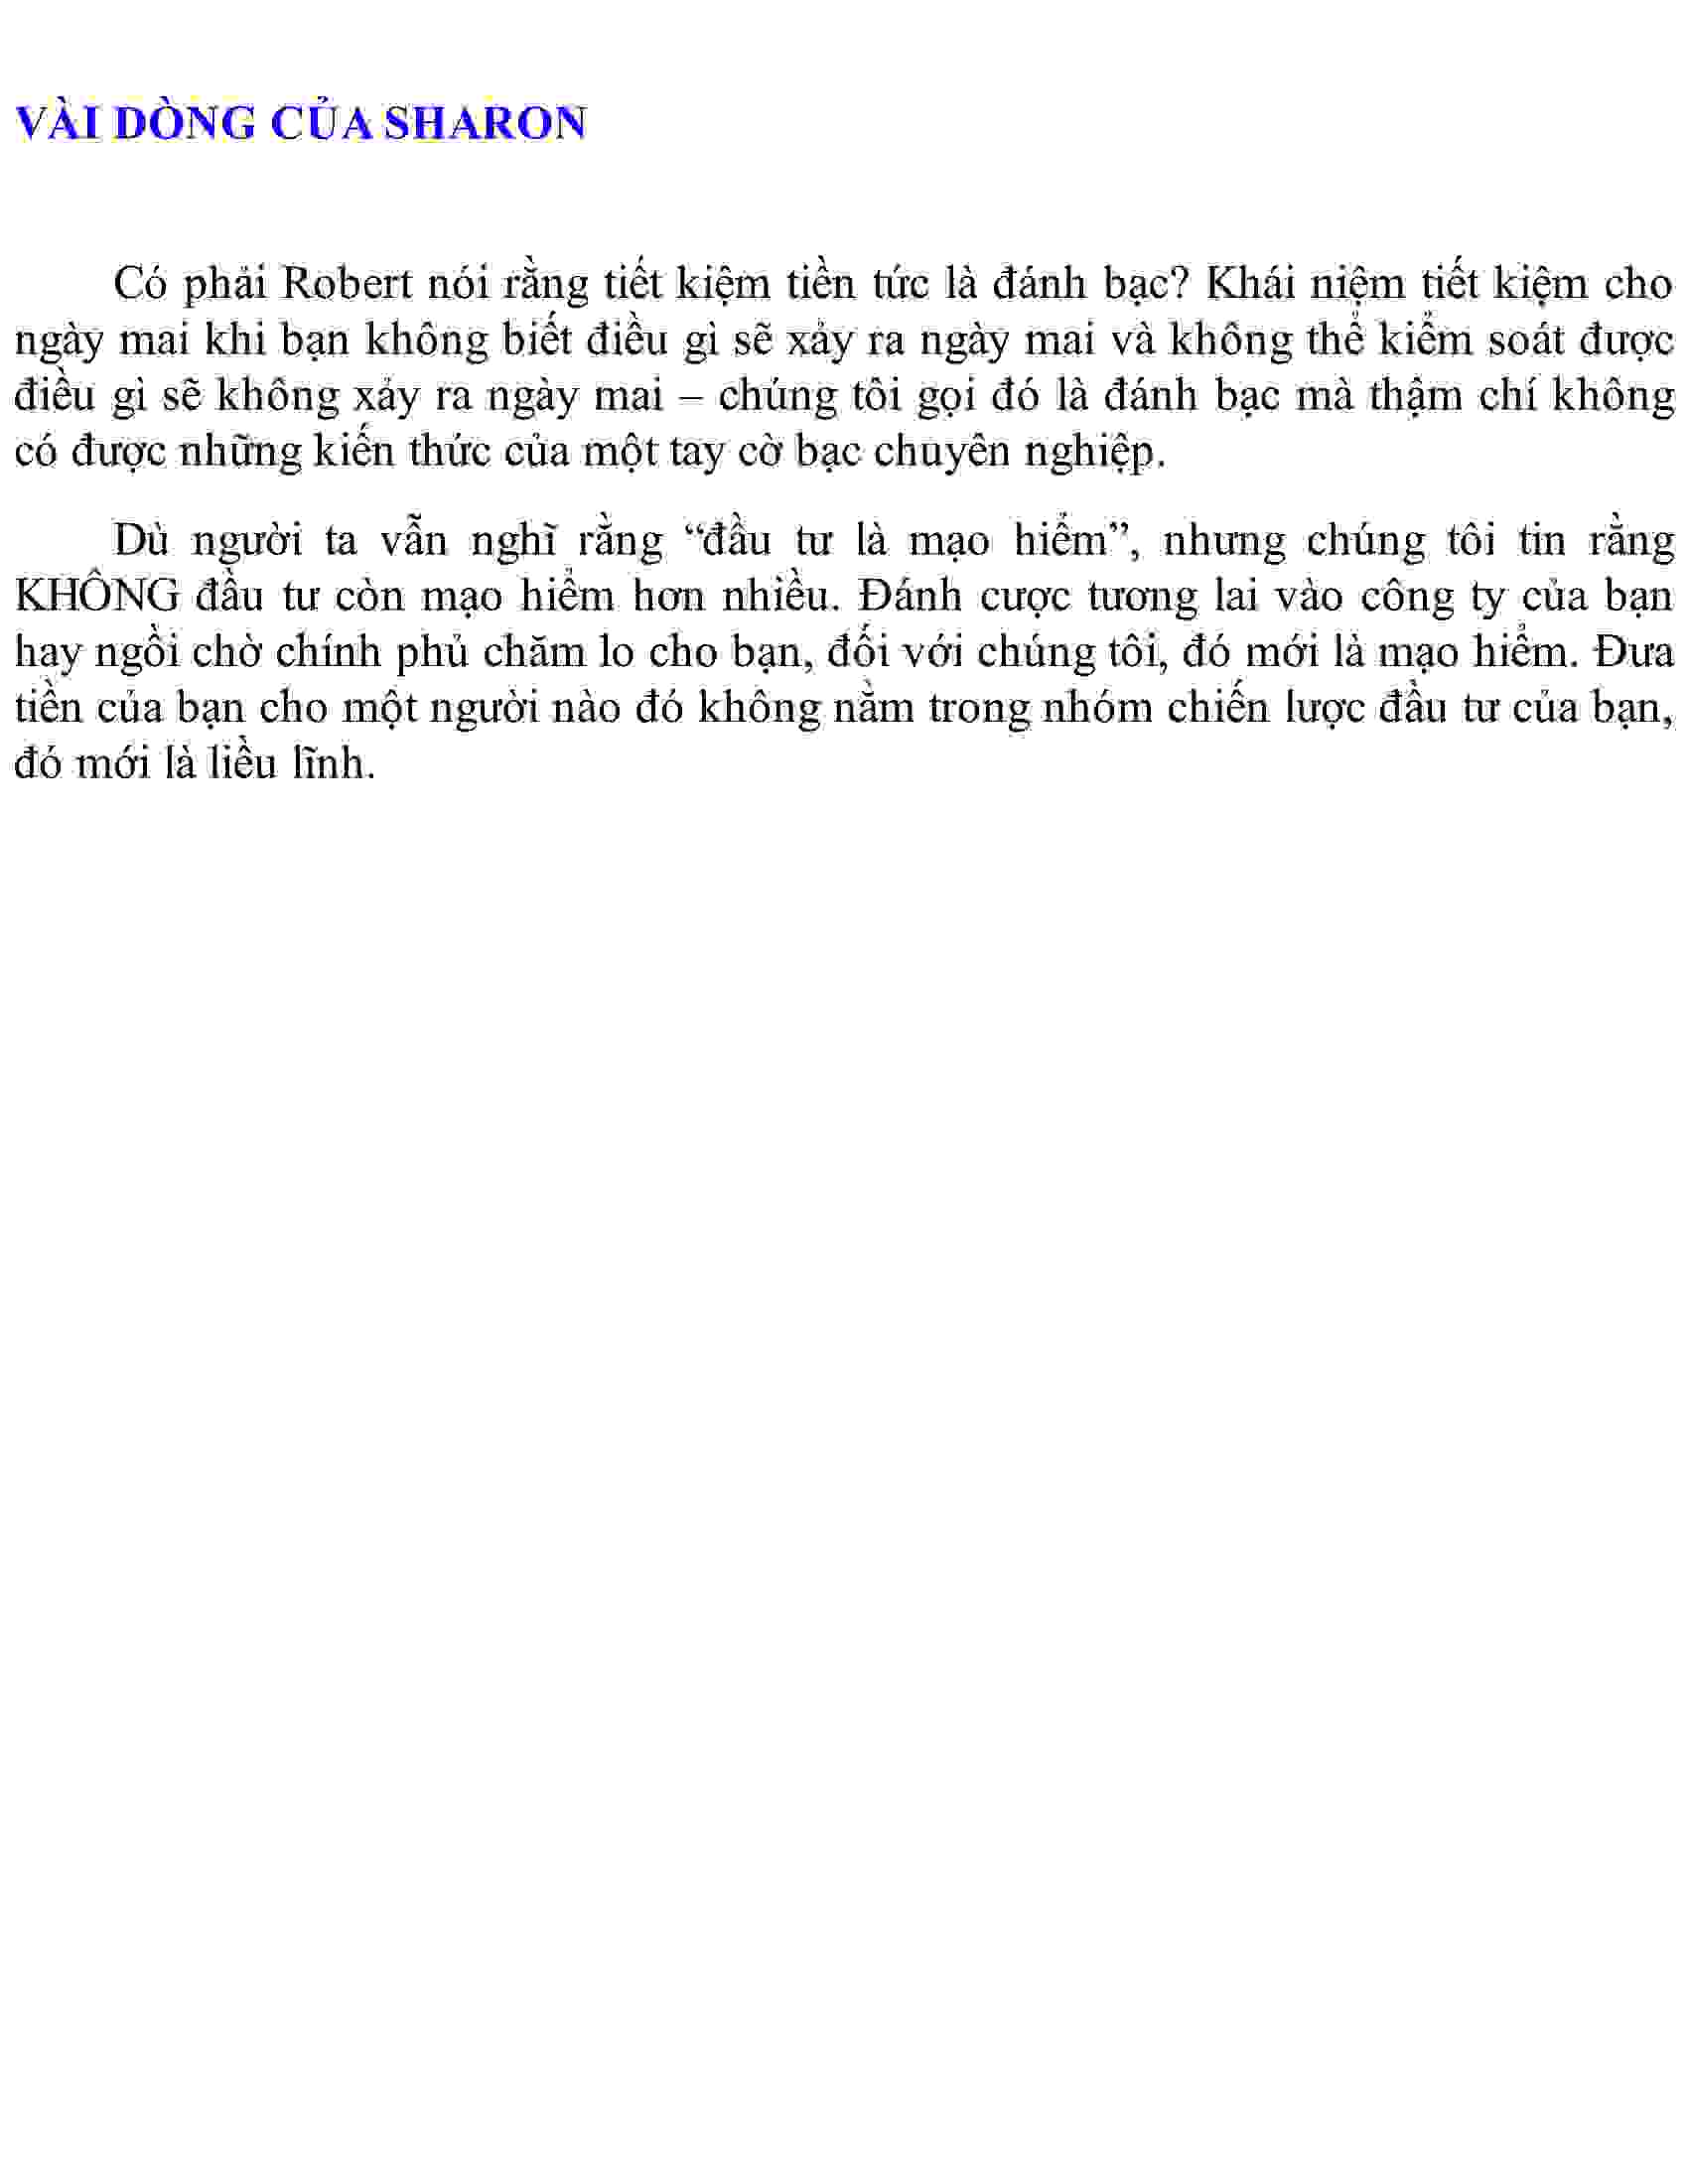 VÀI DÒNG CỦA SHARON
Có phải Robert nói rằng tiết kiệm tiền tức là đánh bạc? Khái niệm tiết kiệm cho
ngày mai khi bạn không biết điều gì sẽ xảy ra ngày mai và không thể kiểm soát được
điều gì sẽ không xảy ra ngày mai – chúng tôi gọi đó là đánh bạc mà thậm chí không
có được những kiến thức của một tay cờ bạc chuyên nghiệp.
Dù người ta vẫn nghĩ rằng “đầu tư là mạo hiểm”, nhưng chúng tôi tin rằng
KHÔNG đầu tư còn mạo hiểm hơn nhiều. Đánh cược tương lai vào công ty của bạn
hay ngồi chờ chính phủ chăm lo cho bạn, đối với chúng tôi, đó mới là mạo hiểm. Đưa
tiền của bạn cho một người nào đó không nằm trong nhóm chiến lược đầu tư của bạn,
đó mới là liều lĩnh.